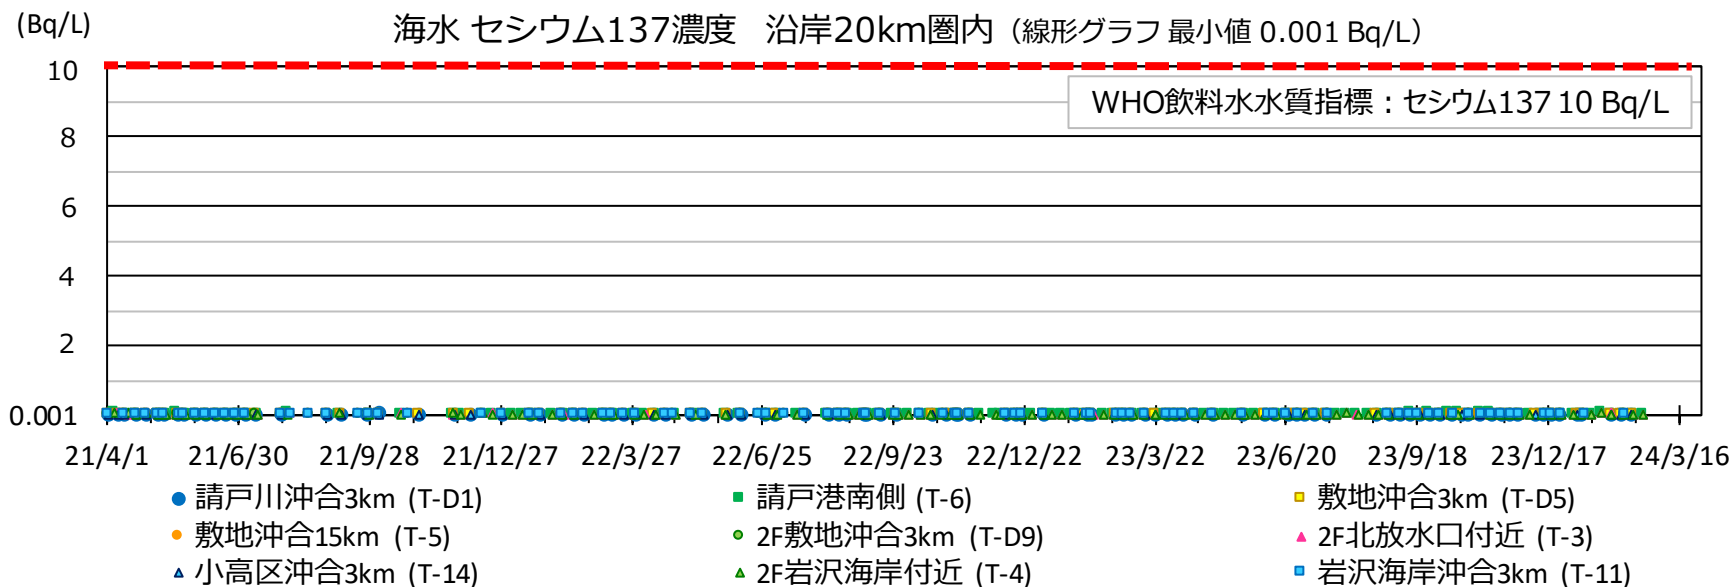 (Bq/L)
海水 セシウム137濃度 沿岸20km圏内（線形グラフ 最小値 0.001 Bq/L）
10
WHO飲料水水質指標：セシウム137 10 Bq/L
8
6
4
2
0.001
21/4/1 21/6/30 21/9/28 21/12/27 22/3/27 22/6/25 22/9/23 22/12/22 23/3/22 23/6/20 23/9/18 23/12/17 24/3/16
請戸川沖合3km (T-D1) 請戸港南側 (T-6) 敷地沖合3km (T-D5)
敷地沖合15km (T-5) 2F敷地沖合3km (T-D9) 2F北放水口付近 (T-3)
小高区沖合3km (T-14) 2F岩沢海岸付近 (T-4) 岩沢海岸沖合3km (T-11)